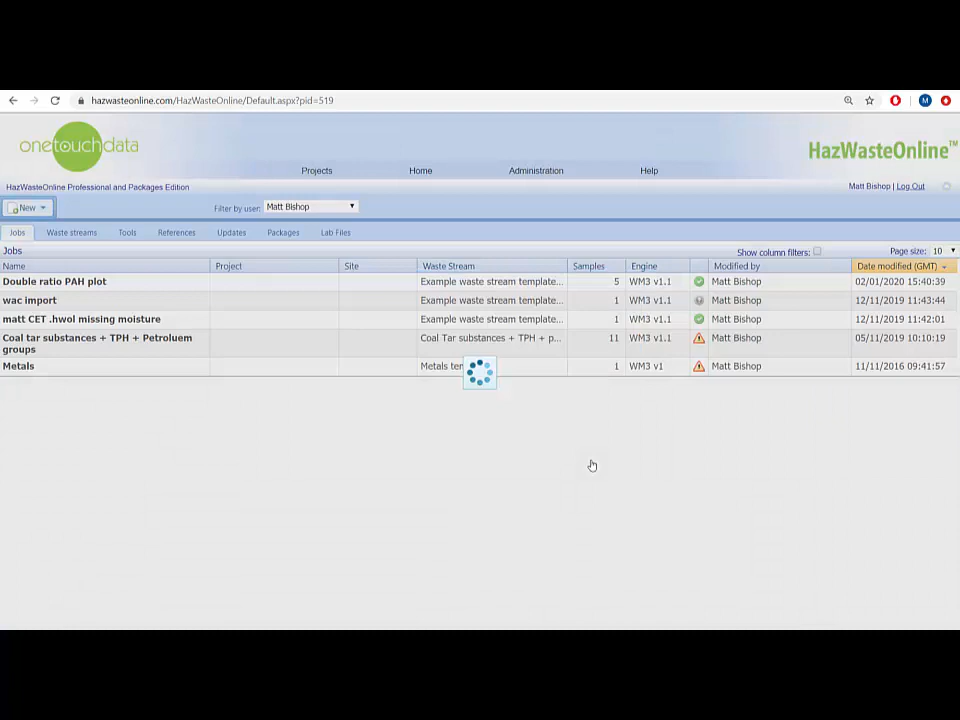 hazwasteonline.com/HazWasteOnline/Default.aspx?pid=519
M
onetouchdata
HazWasteOnline™
Projects Home Administration Help
HazWasteOnline Professional and Packages Edition
Matt Bishop | Log Out
New
Filter by user: Matt Bishop
Jobs Waste streams Tools References Updates Packages Lab Files
Jobs
Show column filters: Page size: 10
Name Project Site Waste Stream Samples Engine Modified by Date modified (GMT)
Double ratio PAH plot Example waste stream template... 5 WM3 v1.1 Matt Bishop 02/01/2020 15:40:39
wac import Example waste stream template... 1 WM3 v1.1 Matt Bishop 12/11/2019 11:43:44
matt CET .hwol missing moisture Example waste stream template... 1 WM3 v1.1 Matt Bishop 12/11/2019 11:42:01
Coal tar substances + TPH + Petroluem Coal Tar substances + TPH + p... 11 WM3 v1.1 Matt Bishop 05/11/2019 10:10:19
groups
Metals Metals 1 WM3 v1 Matt Bishop 11/11/2016 09:41:57